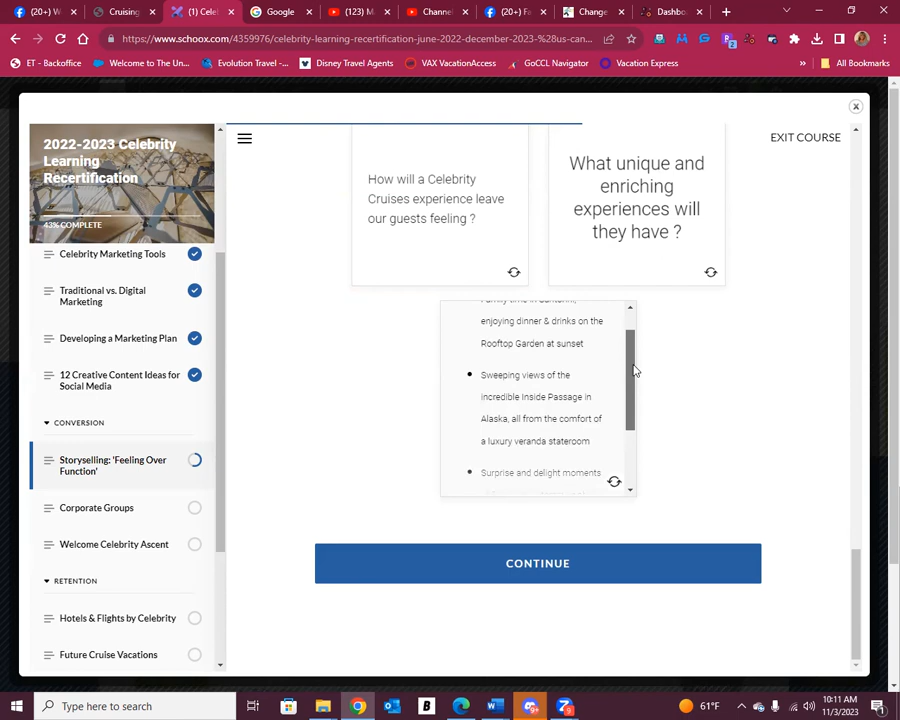 (20+) W
Cruising
(1) Cele
Google
(123) M
Channel
(20+) Fa
Change
Dashbo
https://www.schoox.com/4359976/celebrity-learning-recertification-june-2022-december-2023-%28us-can...
ET - Backoffice
Welcome to The Un...
Evolution Travel -...
Disney Travel Agents
VAX VacationAccess
GoCCL Navigator
Vacation Express
»
All Bookmarks
2022-2023 Celebrity
Learning
Recertification
43% COMPLETE
Celebrity Marketing Tools
Traditional vs. Digital
Marketing
Developing a Marketing Plan
12 Creative Content Ideas for
Social Media
CONVERSION
Storyselling: 'Feeling Over
Function'
Corporate Groups
Welcome Celebrity Ascent
RETENTION
Hotels & Flights by Celebrity
Future Cruise Vacations
EXIT COURSE
How will a Celebrity
Cruises experience leave
our guests feeling ?
What unique and
enriching
experiences will
they have ?
Family time in Santorini,
enjoying dinner & drinks on the
Rooftop Garden at sunset
Sweeping views of the
incredible Inside Passage in
Alaska, all from the comfort of
a luxury veranda stateroom
Surprise and delight moments
CONTINUE
Type here to search
61°F
10:11 AM
11/3/2023